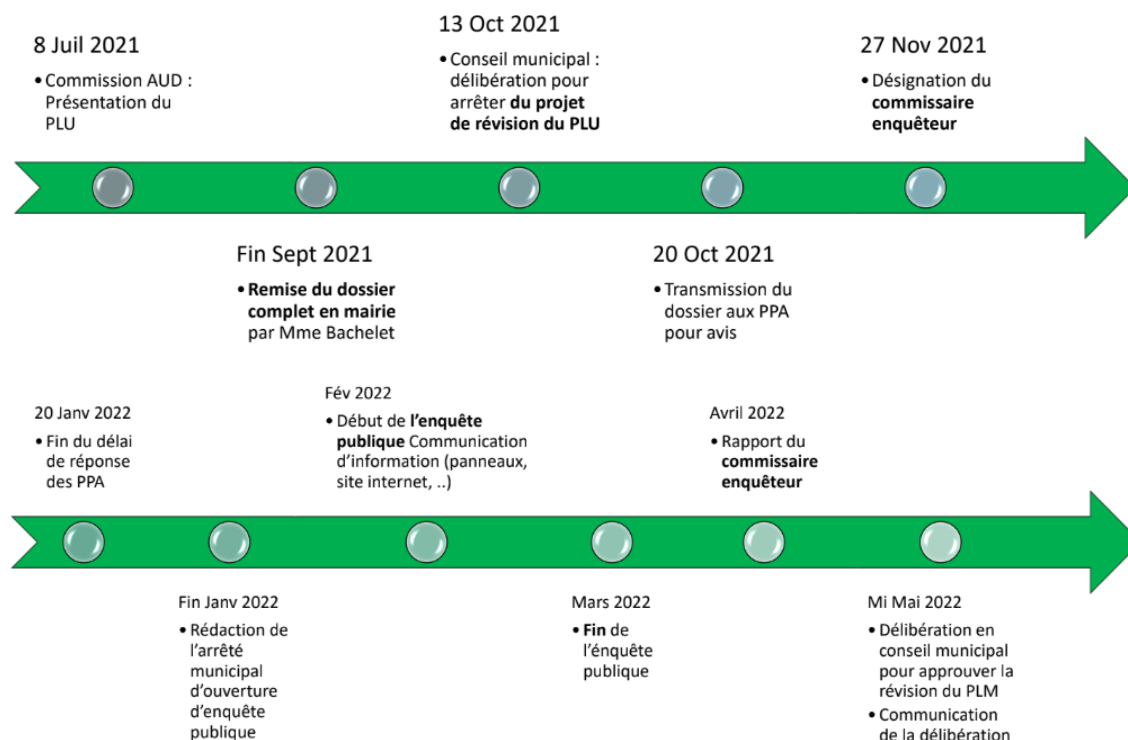 8 Juil 2021
• Commission AUD :
Présentation du
PLU
13 Oct 2021
• Conseil municipal :
délibération pour
arrêter du projet
de révision du PLU
27 Nov 2021
• Désignation du
commissaire
enquêteur
Fin Sept 2021
• Remise du dossier
complet en mairie
par Mme Bachelet
20 Oct 2021
• Transmission du
dossier aux PPA
pour avis
20 Janv 2022
• Fin du délai
de réponse
des PPA
Fév 2022
• Début de l’enquête
publique Communication
d’information (panneaux,
site internet, ..)
Avril 2022
• Rapport du
commissaire
enquêteur
Fin Janv 2022
• Rédaction de
l’arrêté
municipal
d’ouverture
d’enquête
publique
Mars 2022
• Fin de
l’énquête
publique
Mi Mai 2022
• Délibération en
conseil municipal
pour approuver la
révision du PLM
• Communication
de la délibération